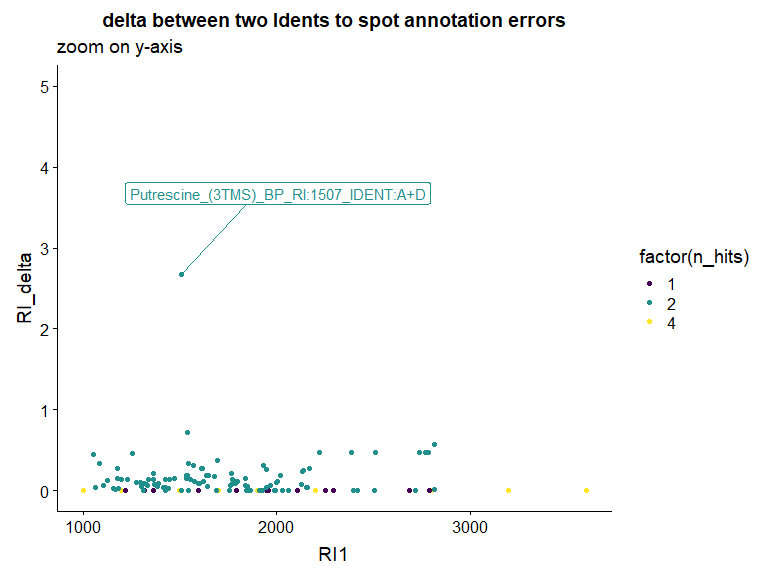 delta between two Idents to spot annotation errors
zoom on y-axis
5
4
3
2
1
0
RI_delta
Putrescine_(3TMS)_BP_RI:1507_IDENT:A+D
1000 2000 3000
RI1
factor(n_hits)
1
2
4